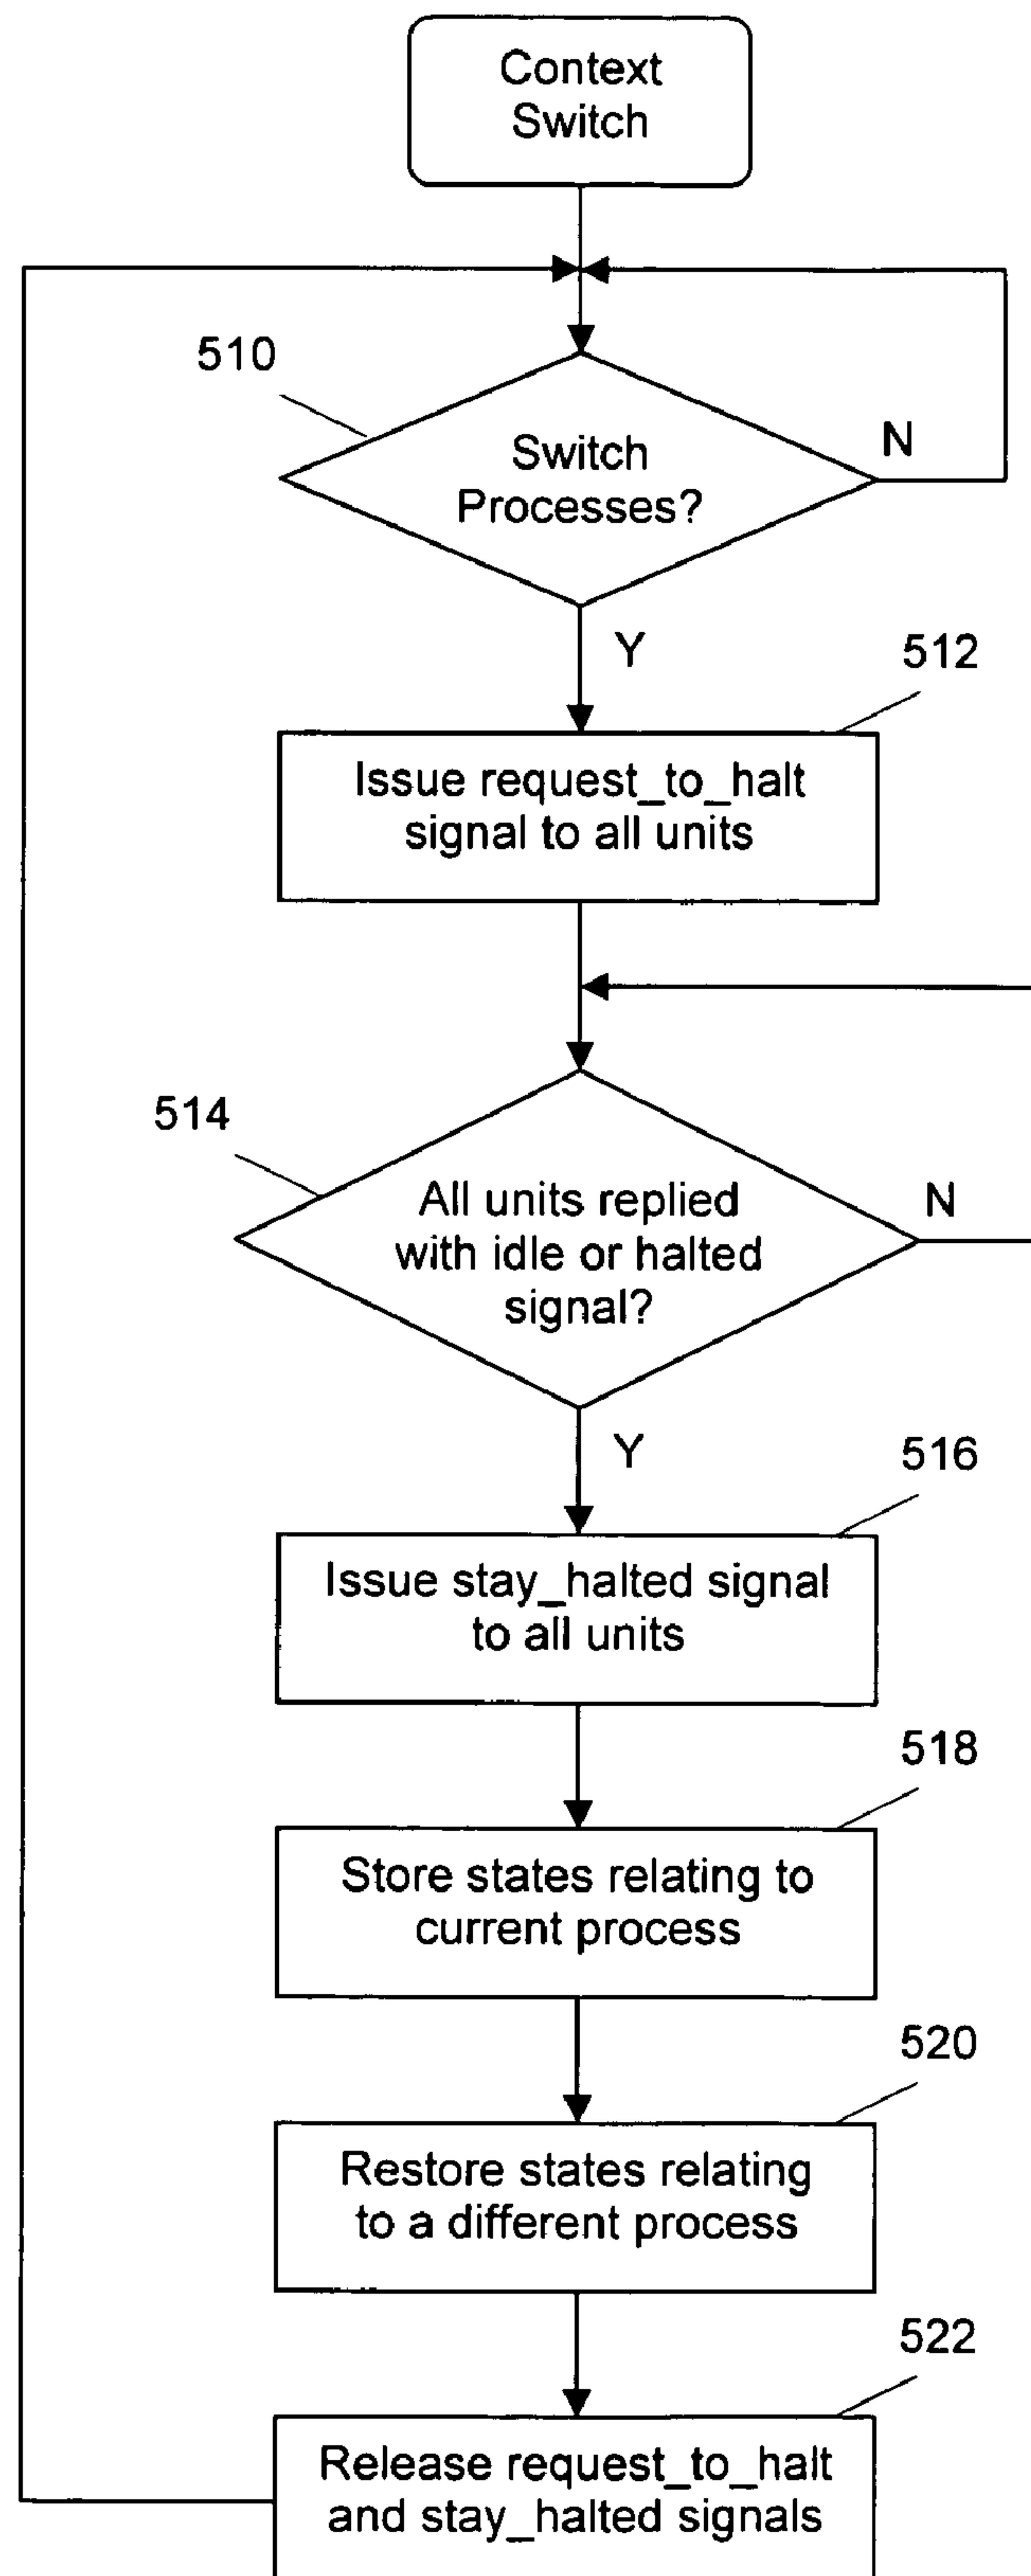 Context
Switch
510
Switch
Processes?
N
Y
512
Issue request_to_halt
signal to all units
514
All units replied
with idle or halted
signal?
N
Y
516
Issue stay_halted signal
to all units
518
Store states relating to
current process
520
Restore states relating
to a different process
522
Release request_to_halt
and stay_halted signals